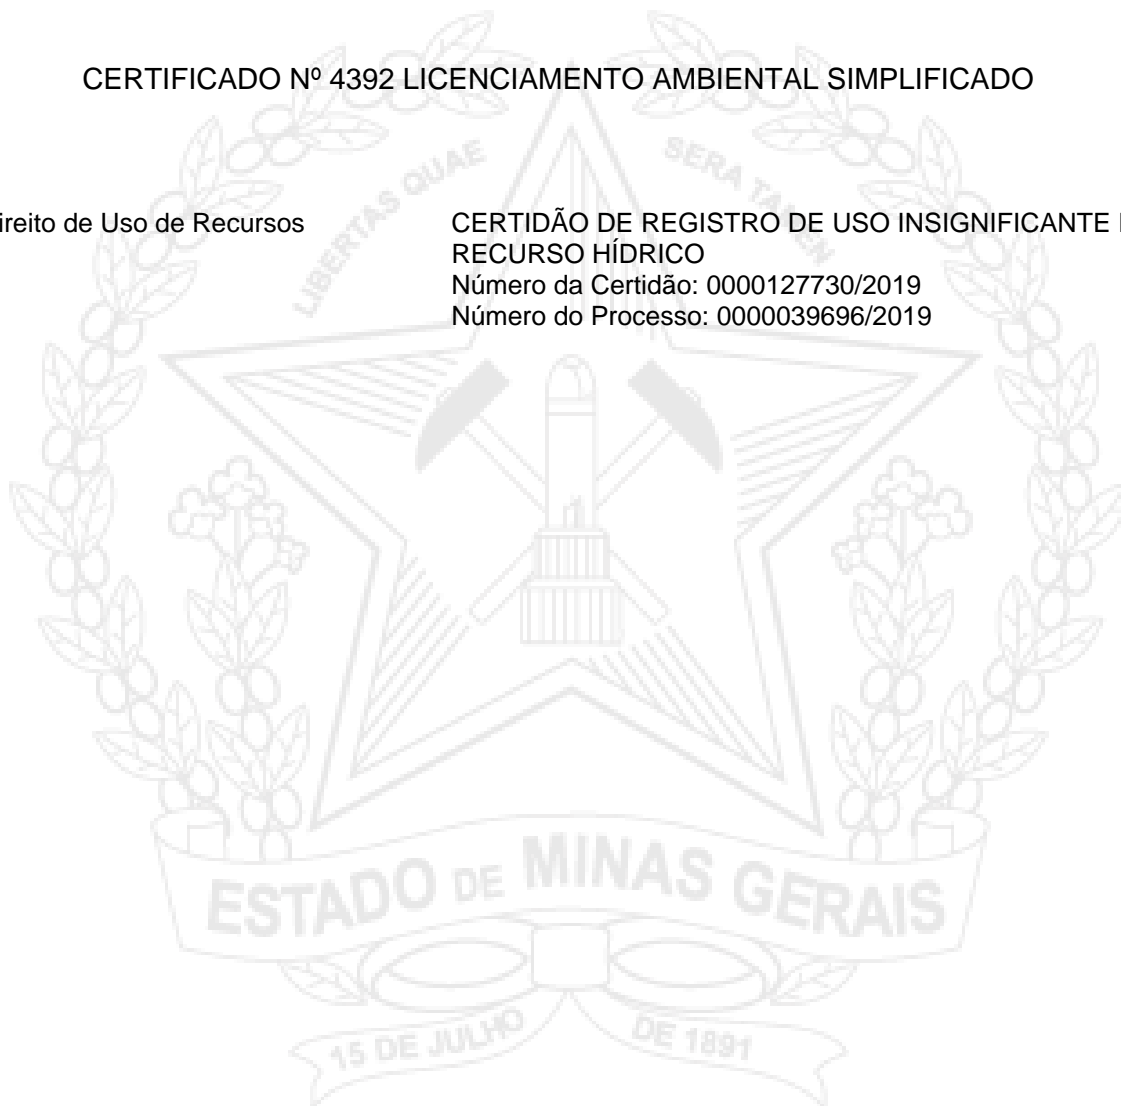 CERTIFICADO Nº 4392 LICENCIAMENTO AMBIENTAL SIMPLIFICADO
LIBERTAS QUAE SERA TAMEN
ireito de Uso de Recursos
CERTIDÃO DE REGISTRO DE USO INSIGNIFICANTE
RECURSO HÍDRICO
Número da Certidão: 0000127730/2019
Número do Processo: 0000039696/2019
ESTADO DE MINAS GERAIS
15 DE JULHO DE 1891